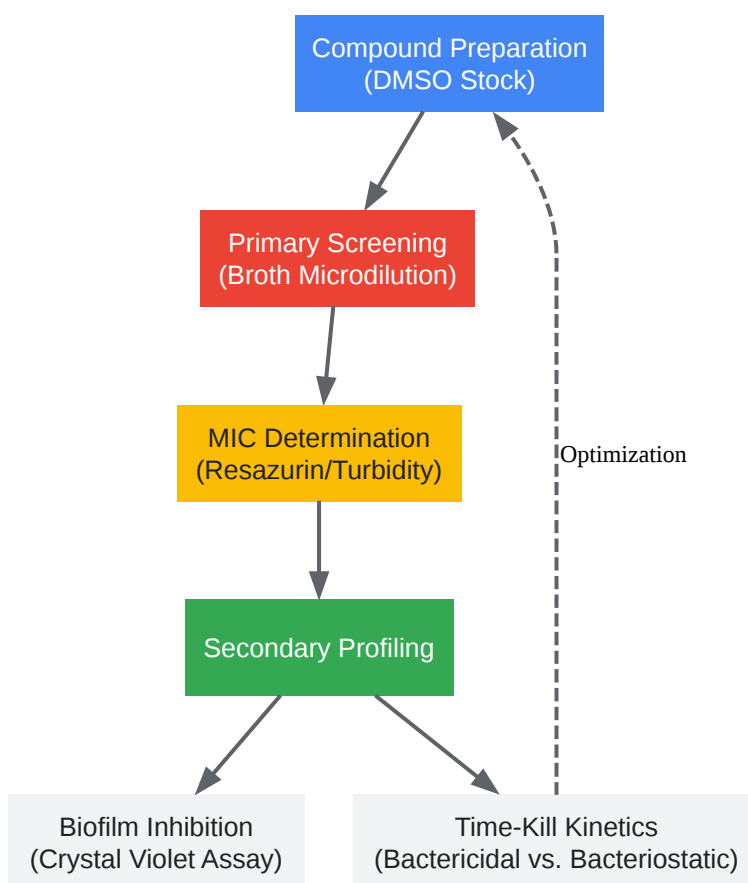 Compound Preparation
(DMSO Stock)
Primary Screening
(Broth Microdilution)
MIC Determination
(Resazurin/Turbidity)
Optimization
Secondary Profiling
Biofilm Inhibition
(Crystal Violet Assay)
Time-Kill Kinetics
(Bactericidal vs. Bacteriostatic)